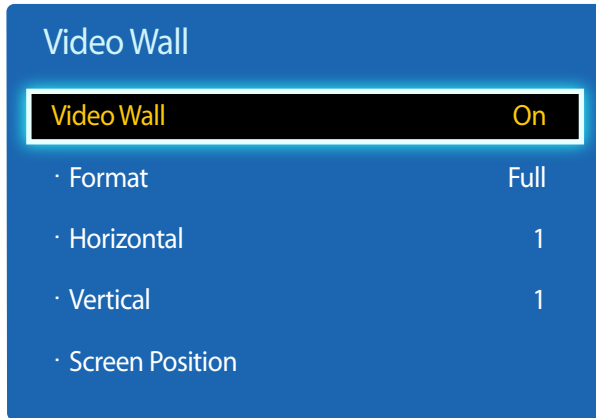 Video Wall
Video Wall On
· Format Full
· Horizontal 1
· Vertical 1
· Screen Position